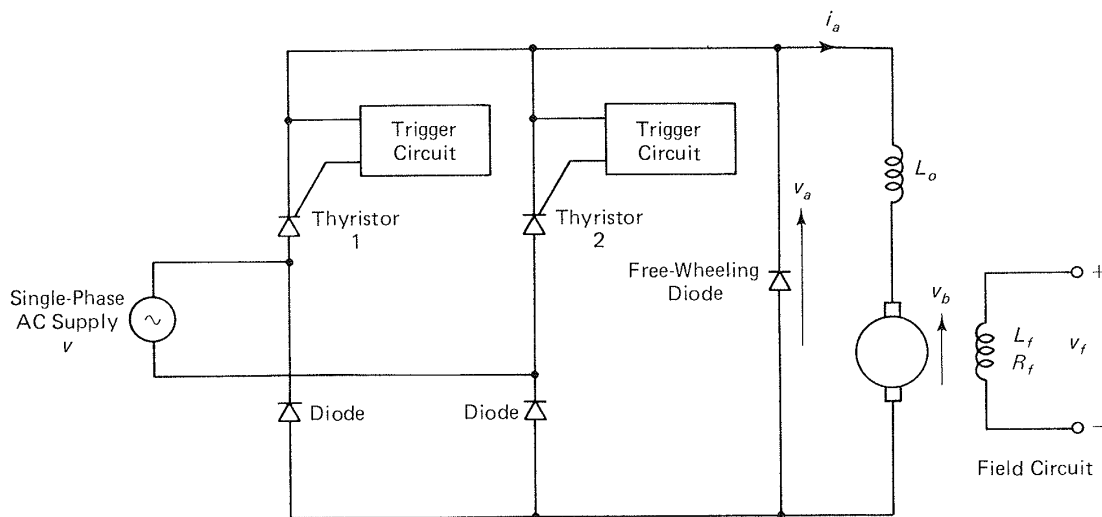 i_a
Trigger
Circuit
Trigger
Circuit
L_o
v_a
Thyristor
1
Thyristor
2
Free-Wheeling
Diode
Single-Phase
AC Supply
v
v_b
+
L_f
R_f
v_f
Diode
Diode
−
Field Circuit